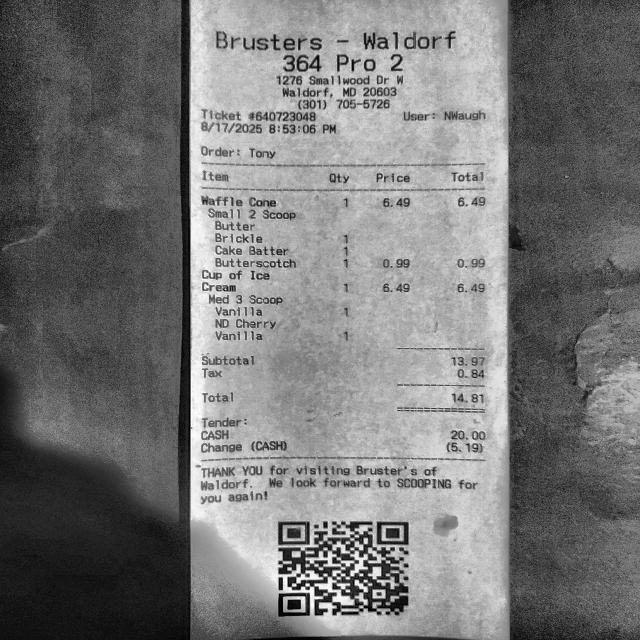 Brusters - Waldorf
364 Pro 2
1276 Smallwood Dr W
Waldorf, MD 20603
(301) 705-5726
Ticket #640723048 User: NWaugh
8/17/2025 8:53:06 PM
Order: Tony
Item Qty Price Total
Waffle Cone 1 6.49 6.49
Small 2 Scoop
Butter
Brickle 1
Cake Batter 1
Butterscotch 1 0.99 0.99
Cup of Ice
Cream 1 6.49 6.49
Med 3 Scoop
Vanilla 1
ND Cherry
Vanilla 1
Subtotal 13.97
Tax 0.84
Total 14.81
Tender:
CASH 20.00
Change (CASH) (5.19)
THANK YOU for visiting Bruster's of
Waldorf. We look forward to SCOOPING for
you again!